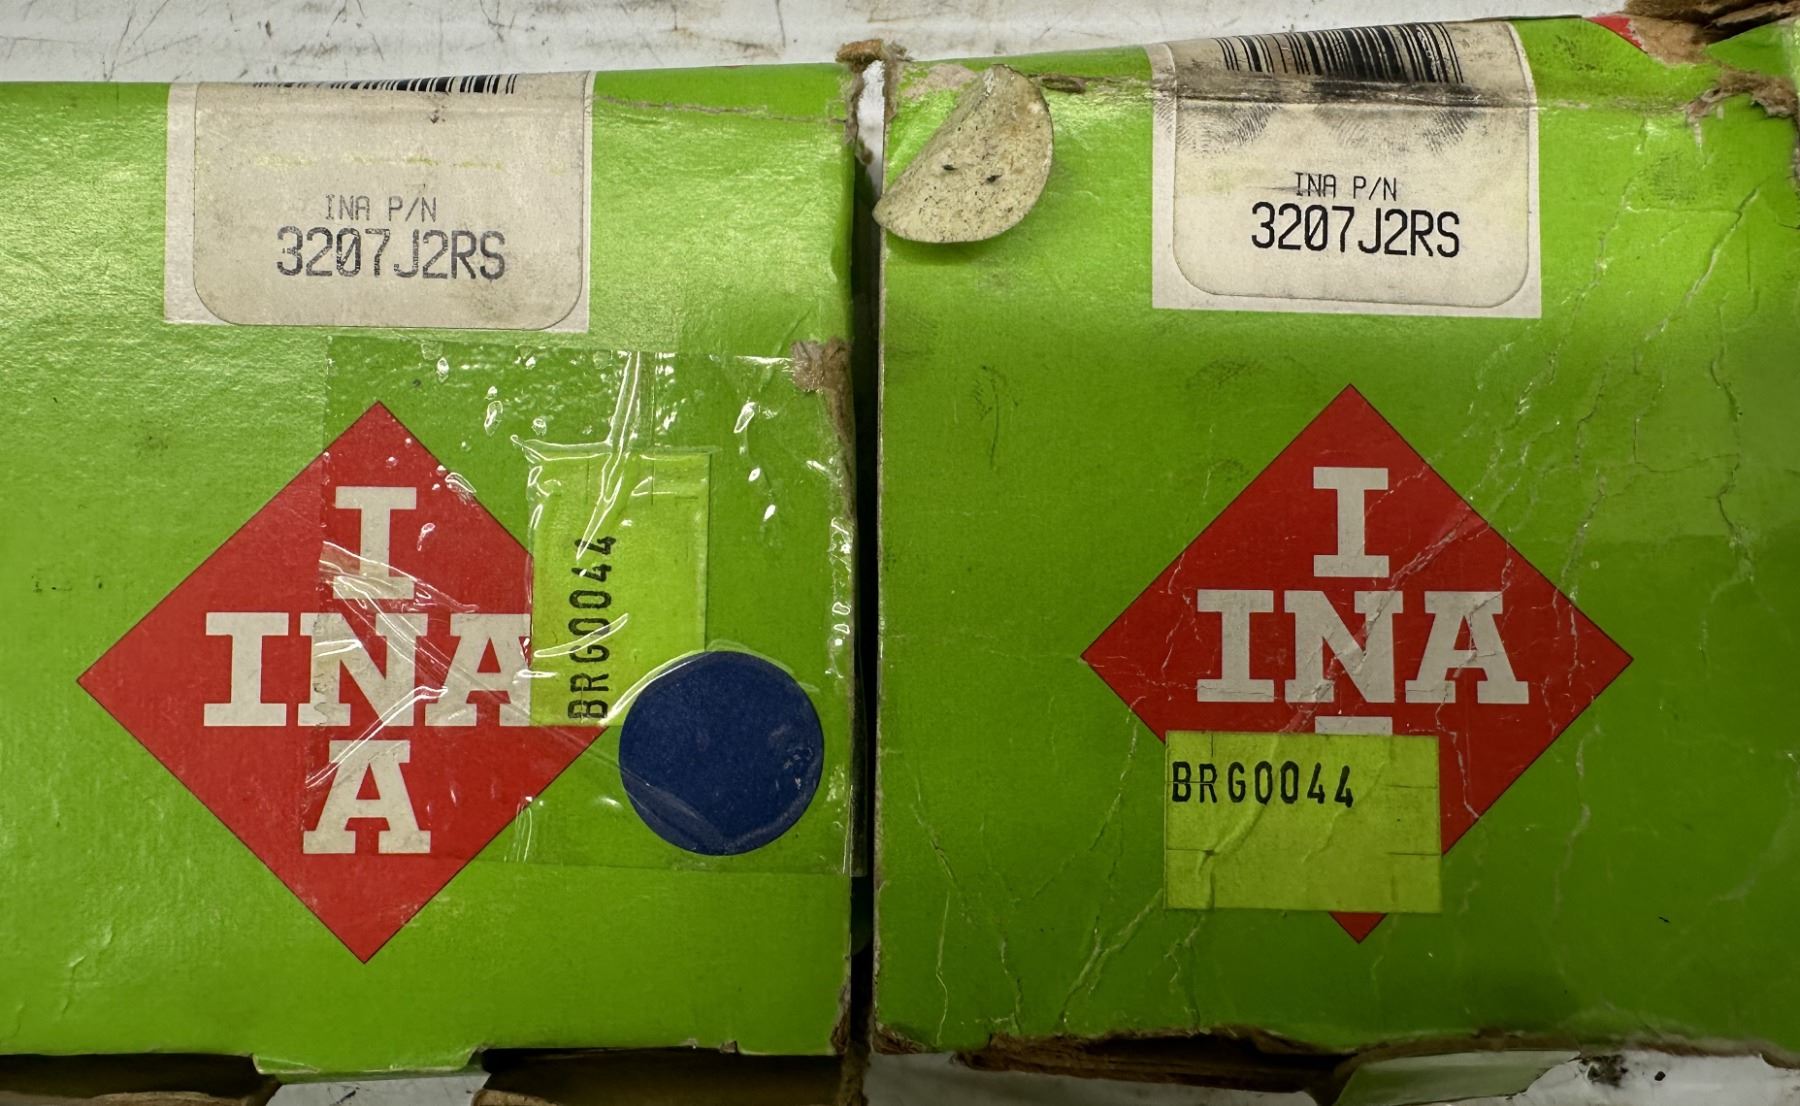 INA P/N
3207J2RS
I
INA
A
BRG0044
INA P/N
3207J2RS
I
INA
BRG0044